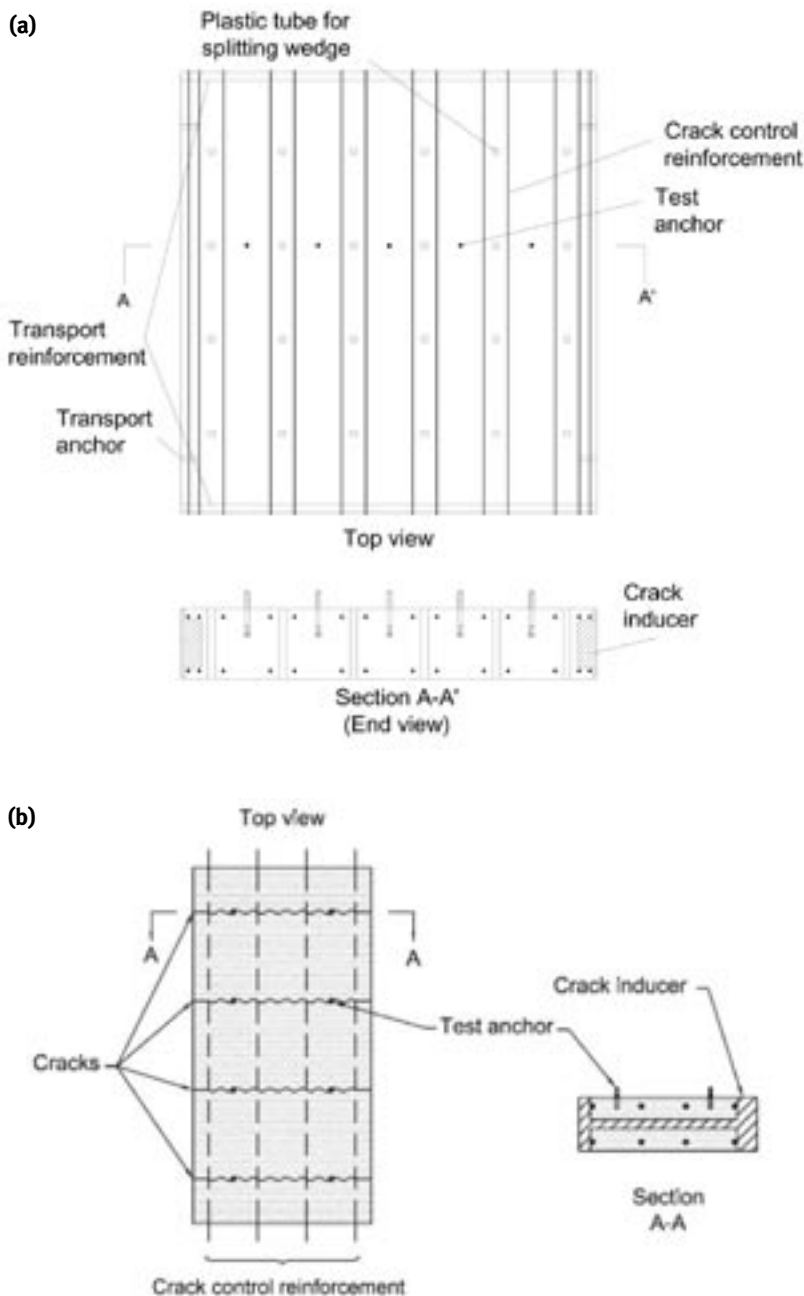 (a)
Plastic tube for
splitting wedge
Crack control
reinforcement
Test
anchor
A
A'
Transport
reinforcement
Transport
anchor
Top view
Crack
inducer
Section A-A'
(End view)
(b)
Top view
A
A
Crack Inducer
Test anchor
Cracks
Section
A-A
Crack control reinforcement